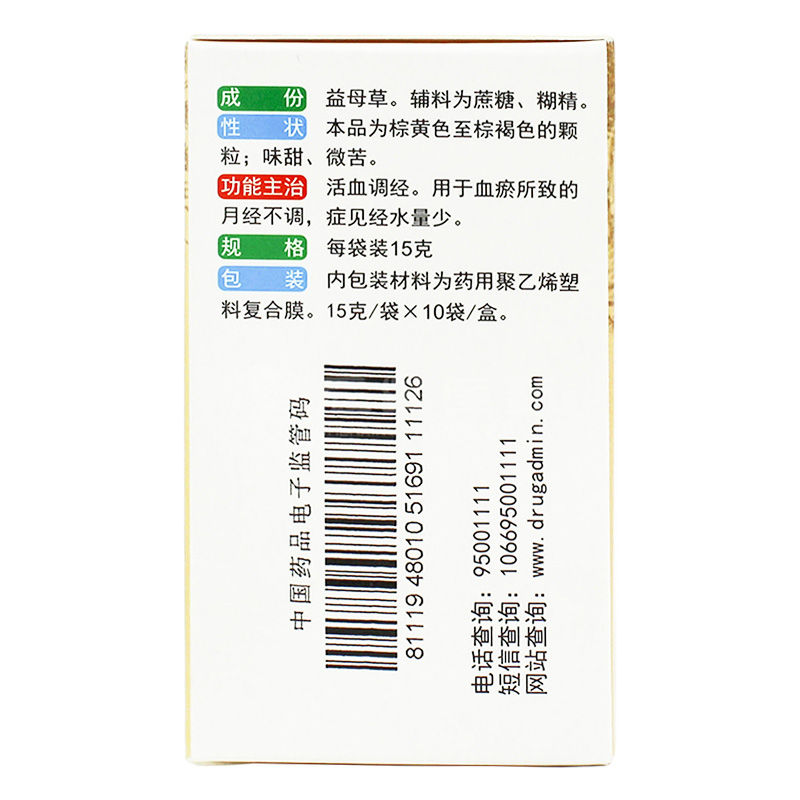 成份 益母草。辅料为蔗糖、糊精。
性状 本品为棕黄色至棕褐色的颗
粒；味甜、微苦。
功能主治 活血调经。用于血瘀所致的
月经不调，症见经水量少。
规格 每袋装15克
包装 内包装材料为药用聚乙烯塑
料复合膜。15克/袋×10袋/盒。
中国药品电子监管码
81119 48010 51691 11126
电话查询：95001111
短信查询：106695001111
网站查询：www.drugadmin.com